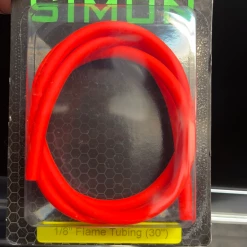 SIMON
1/8" Flame Tubing (30")